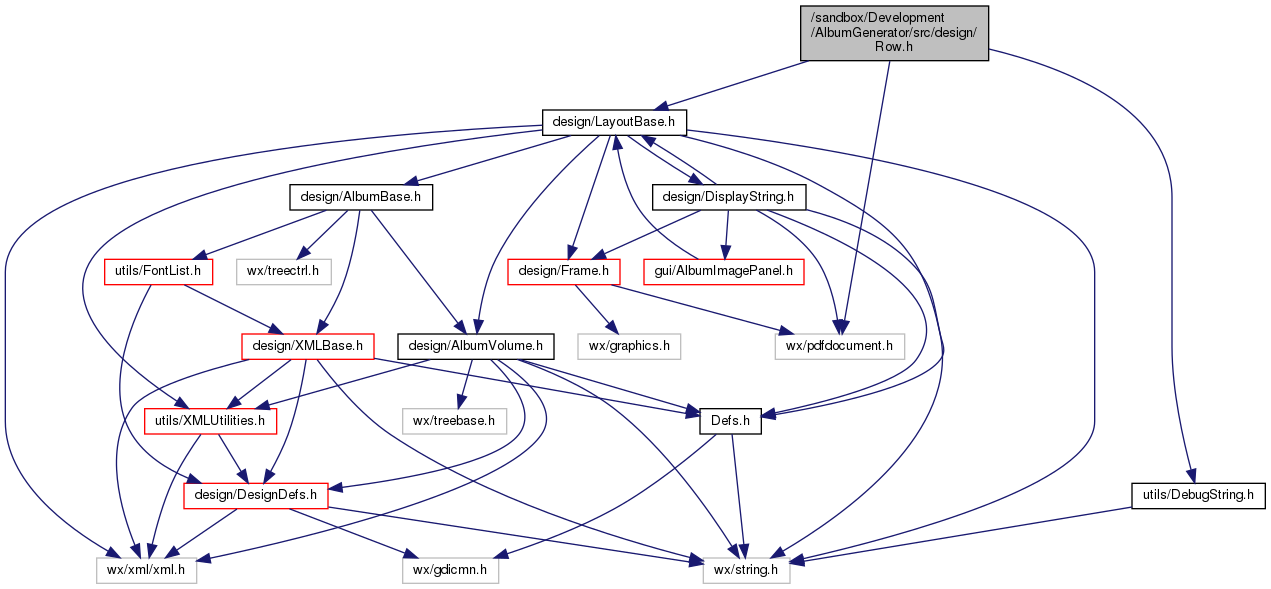 /sandbox/Development
/AlbumGenerator/src/design/
Row.h
design/LayoutBase.h
design/AlbumBase.h
design/DisplayString.h
utils/FontList.h
wx/treectrl.h
design/Frame.h
gui/AlbumImagePanel.h
design/XMLBase.h
design/AlbumVolume.h
wx/graphics.h
wx/pdfdocument.h
utils/XMLUtilities.h
wx/treebase.h
Defs.h
design/DesignDefs.h
utils/DebugString.h
wx/xml/xml.h
wx/gdicmn.h
wx/string.h